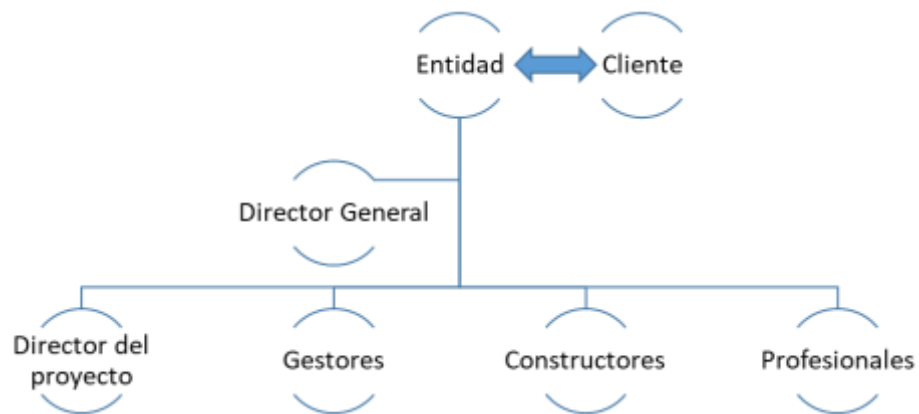 Entidad
Cliente
Director General
Director del
proyecto
Gestores
Constructores
Profesionales